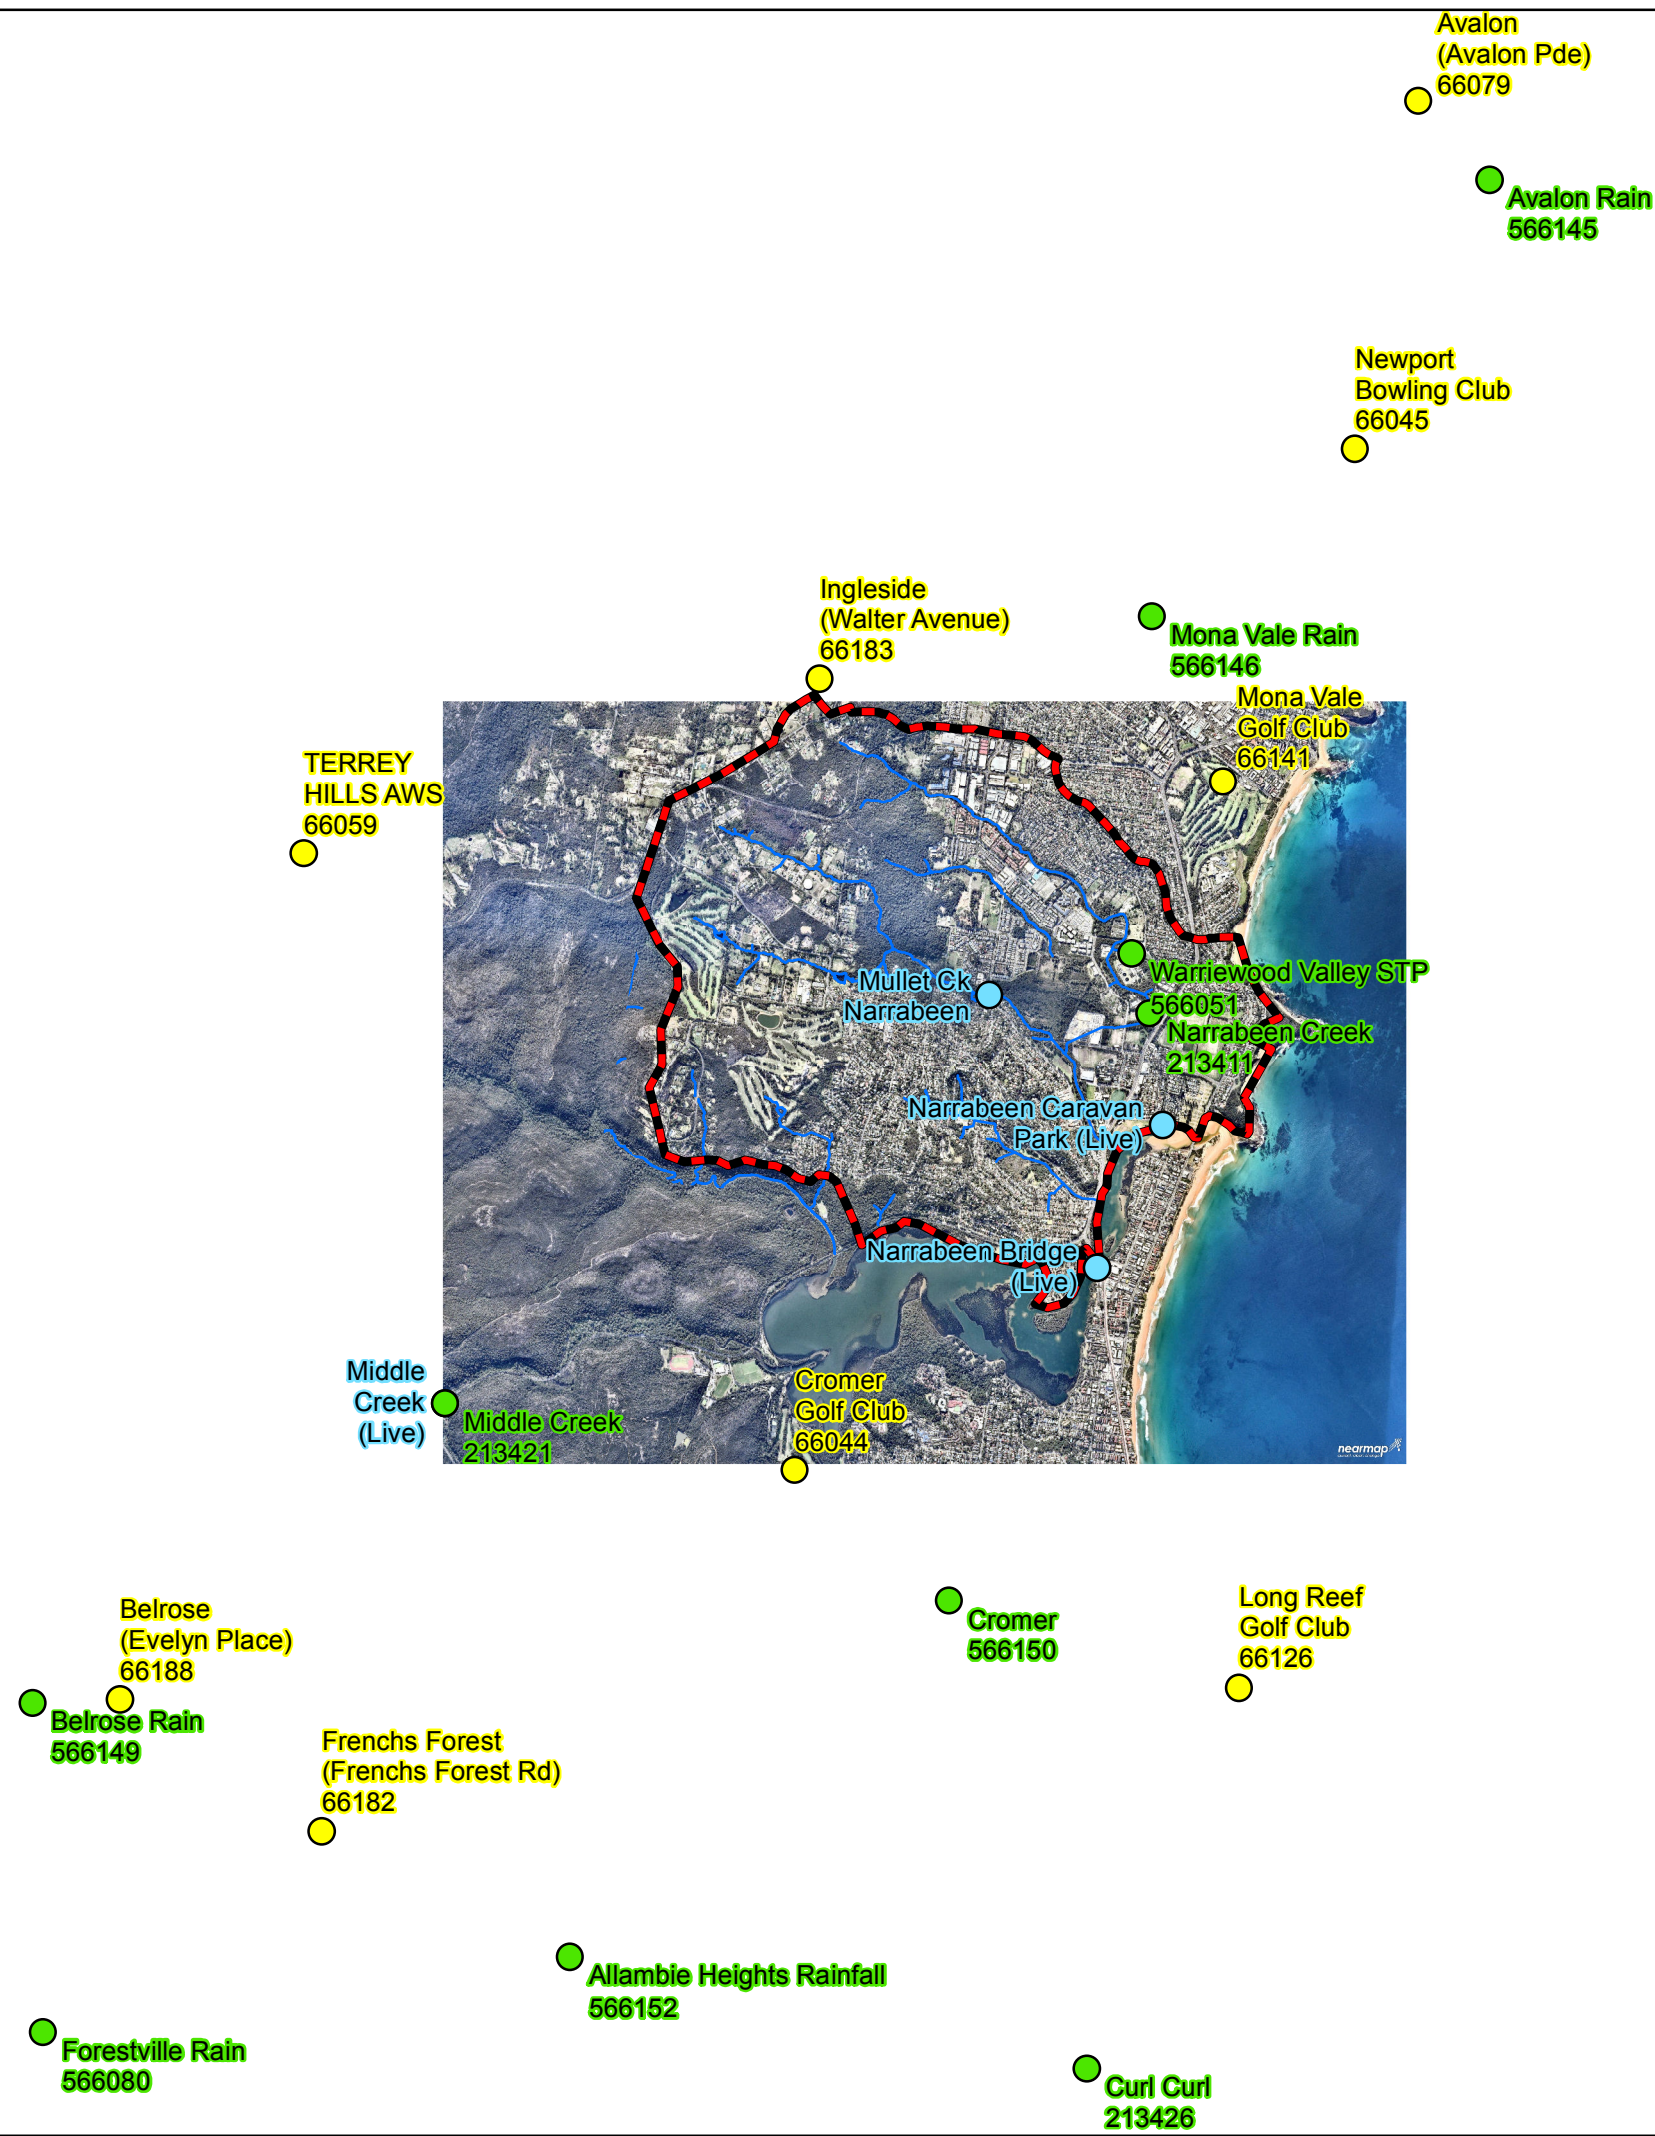 Avalon
(Avalon Pde)
66079
Avalon Rain
566145
Newport
Bowling Club
66045
Ingleside
(Walter Avenue)
66183
Mona Vale Rain
566146
Mona Vale
Golf Club
66141
TERREY
HILLS AWS
66059
Mullet Ck
Narrabeen
Warriewood Valley STP
566051
Narrabeen Creek
213411
Narrabeen Caravan
Park (Live)
Narrabeen Bridge
(Live)
Middle
Creek
(Live)
Middle Creek
213421
Cromer
Golf Club
66044
nearmap
Cromer
566150
Long Reef
Golf Club
66126
Belrose
(Evelyn Place)
66188
Belrose Rain
566149
Frenchs Forest
(Frenchs Forest Rd)
66182
Allambie Heights Rainfall
566152
Forestville Rain
566080
Curl Curl
213426